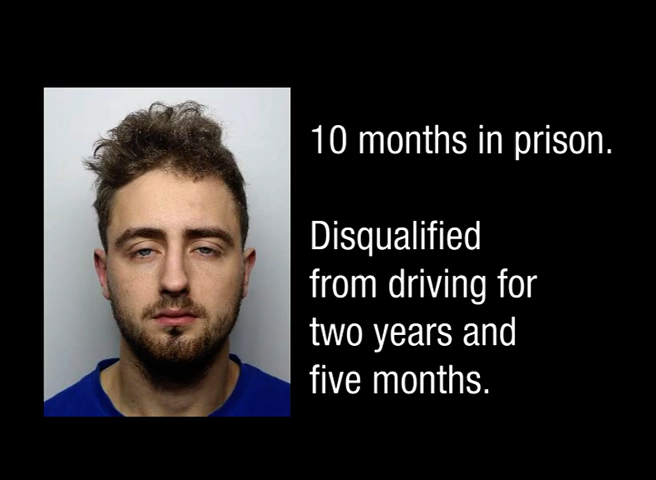 10 months in prison.
Disqualified
from driving for
two years and
five months.